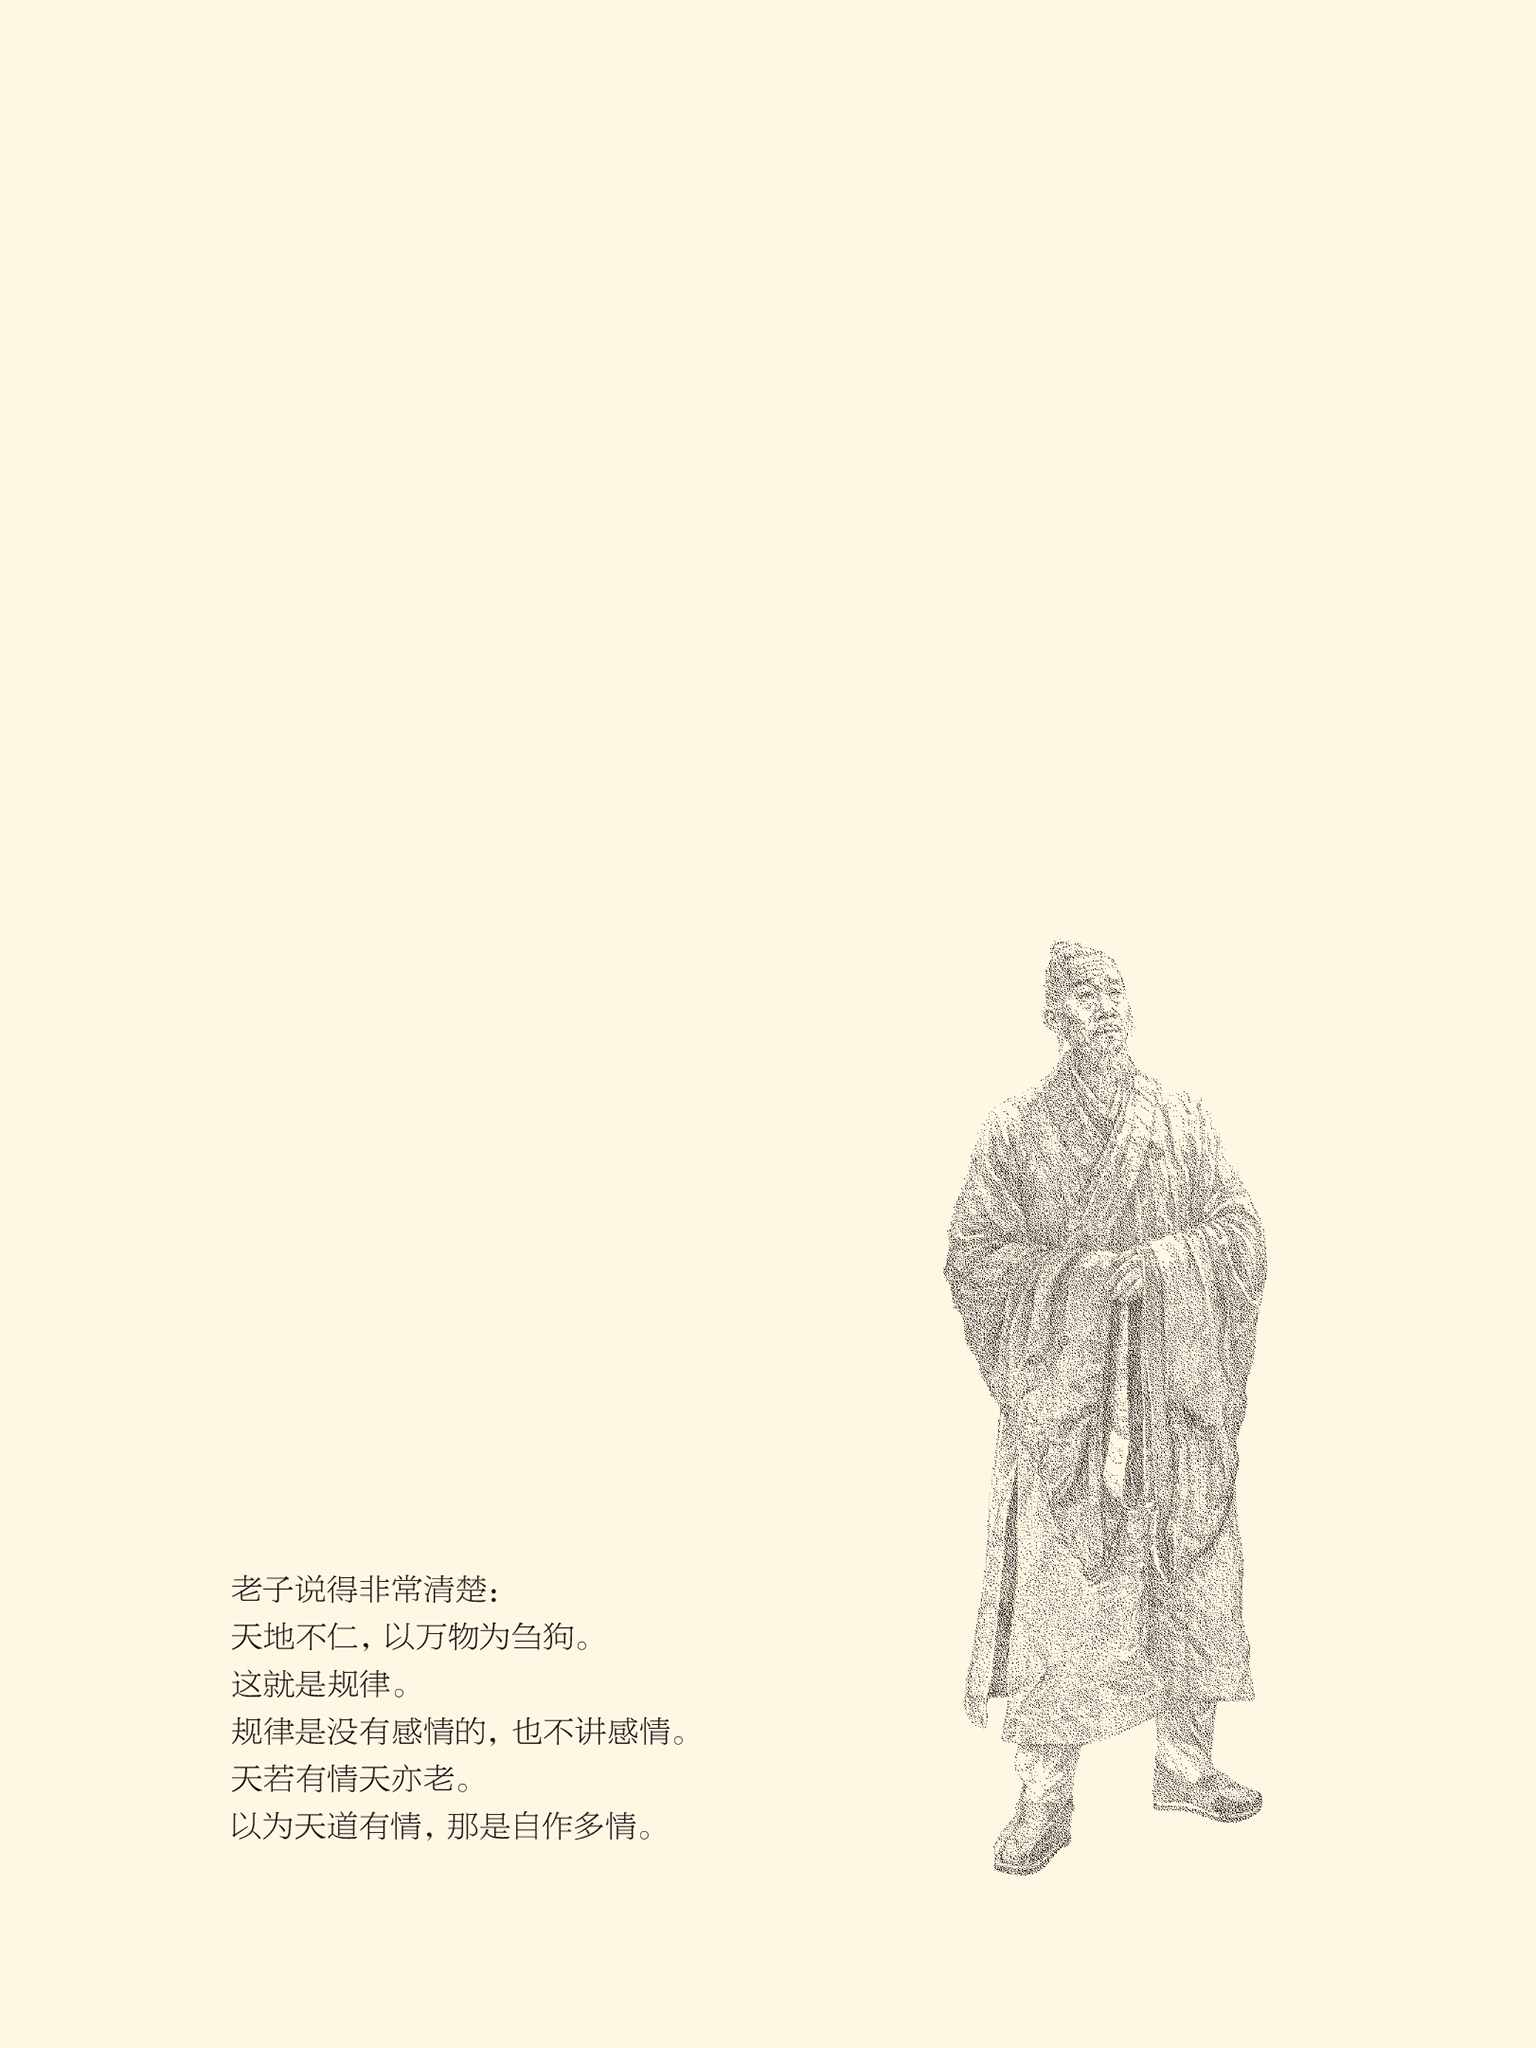 老子说得非常清楚：
天地不仁，以万物为刍狗。
这就是规律。
规律是没有感情的，也不讲感情。
天若有情天亦老。
以为天道有情，那是自作多情。